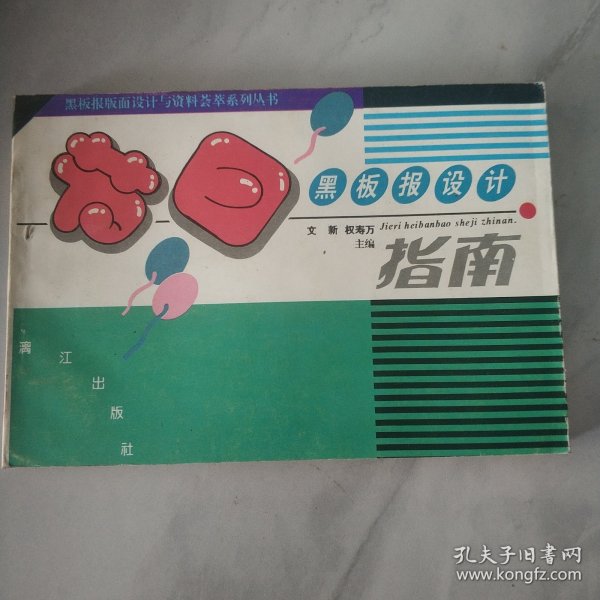 黑板报版面设计与资料荟萃系列丛书
节日
黑板报设计
Jieri heibanbao sheji zhinan.
文 新 权寿万
主编
指南
漓江出版社
孔夫子旧书网
www.kongfz.com